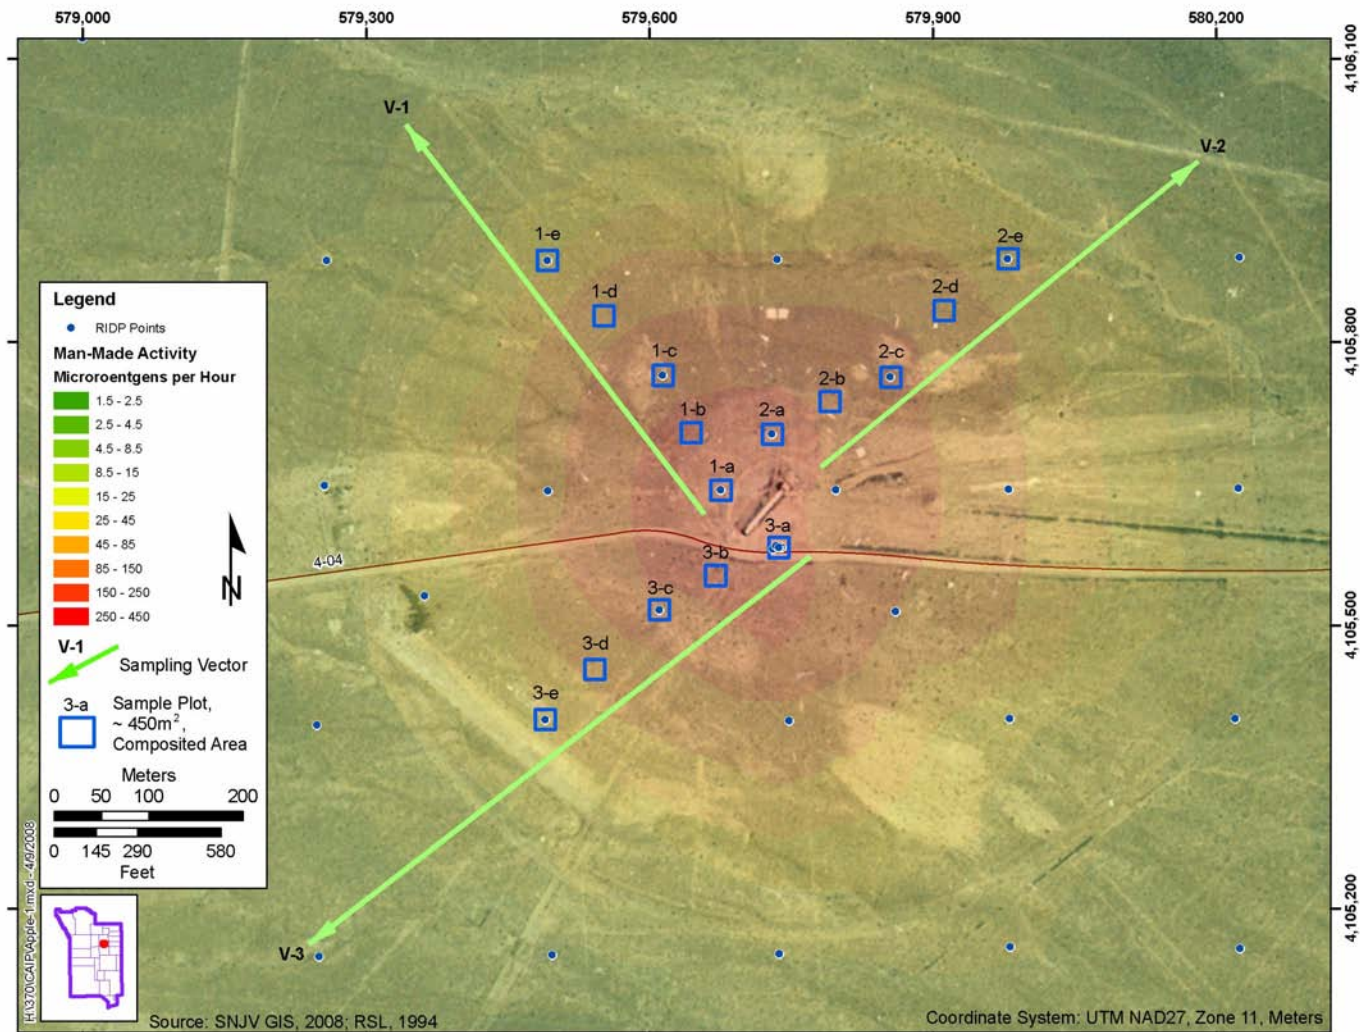 579,000
579,300
579,600
579,900
580,200
4,106,100
4,105,800
4,105,500
4,105,200
V-1
V-2
1-e
2-e
1-d
2-d
1-c
2-c
2-b
1-b
2-a
1-a
3-a
3-b
3-c
3-d
3-e
4-04
V-3
Legend
RIDP Points
Man-Made Activity
Microroentgens per Hour
1.5 - 2.5
2.5 - 4.5
4.5 - 8.5
8.5 - 15
15 - 25
25 - 45
45 - 85
85 - 150
150 - 250
250 - 450
V-1
Sampling Vector
3-a
Sample Plot,
~ 450m²,
Composited Area
Meters
0 50 100 200
0 145 290 580
Feet
N
H:\370\CAIP\Apple-1.mxd - 4/9/2008
Source: SNJV GIS, 2008; RSL, 1994
Coordinate System: UTM NAD27, Zone 11, Meters